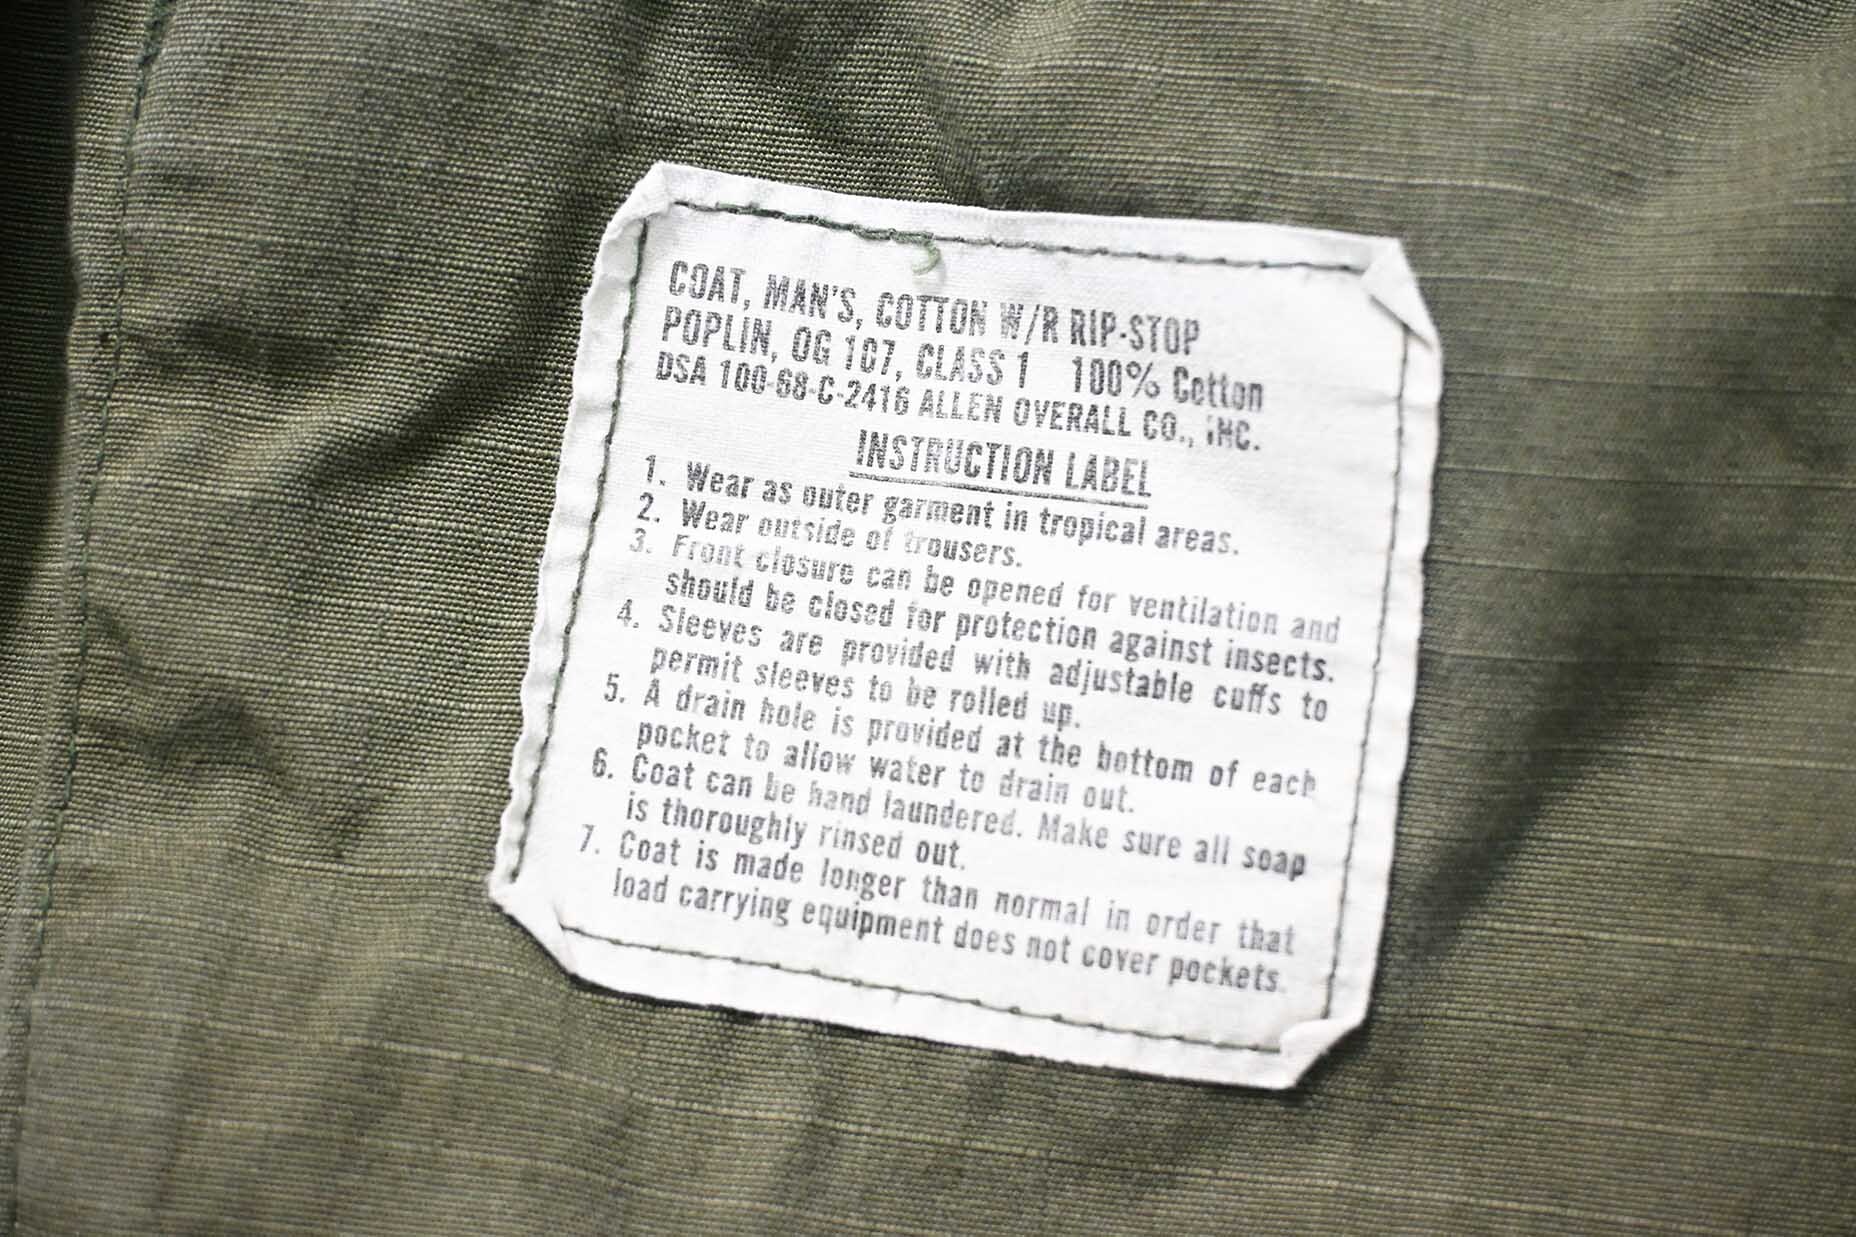 COAT, MAN'S, COTTON W/R RIP-STOP
POPLIN, OG 107, CLASS 1 100% Cotton
DSA 100-68-C-2416 ALLEN OVERALL CO., INC.
INSTRUCTION LABEL
1. Wear as outer garment in tropical areas.
2. Wear outside of trousers.
3. Front closure can be opened for ventilation and
should be closed for protection against insects.
4. Sleeves are provided with adjustable cuffs to
permit sleeves to be rolled up.
5. A drain hole is provided at the bottom of each
pocket to allow water to drain out.
6. Coat can be hand laundered. Make sure all soap
is thoroughly rinsed out.
7. Coat is made longer than normal in order that
load carrying equipment does not cover pockets.